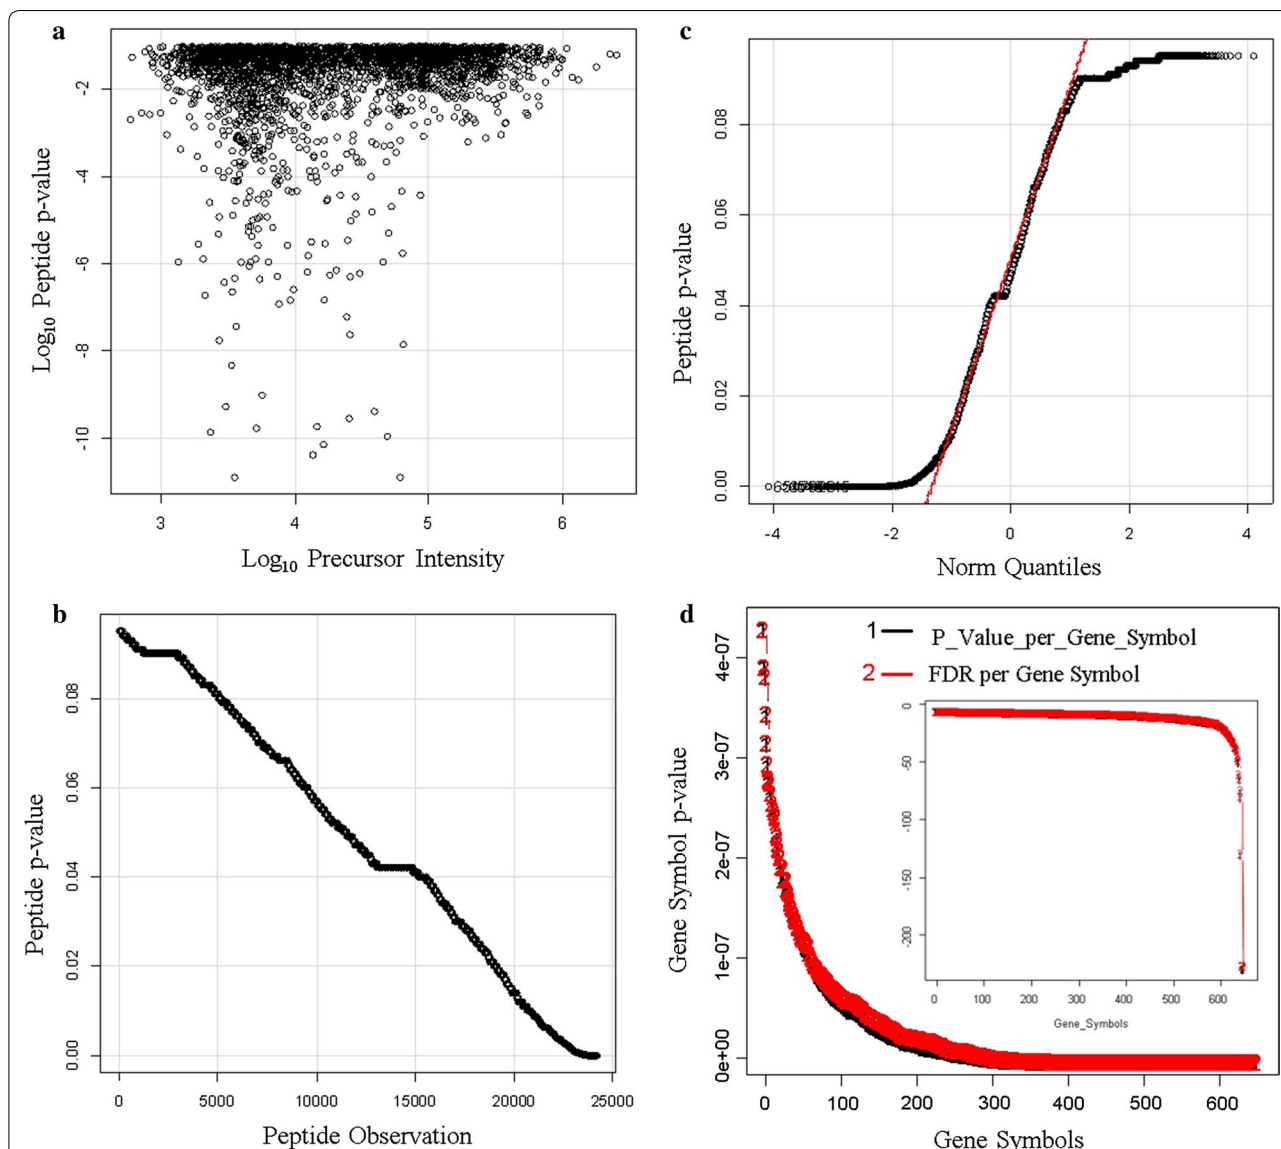 a
Log10 Peptide p-value
-2
-4
-6
-8
-10
3 4 5 6
Log10 Precursor Intensity
c
Peptide p-value
0.08
0.06
0.04
0.02
0.00
-4 -2 0 2 4
Norm Quantiles
b
Peptide p-value
0.08
0.06
0.04
0.02
0.00
0 5000 10000 15000 20000 25000
Peptide Observation
d
Gene Symbol p-value
4e-07
3e-07
2e-07
1e-07
0e+00
1 P_Value_per_Gene_Symbol
2 FDR per Gene Symbol
0
-50
-100
-150
-200
0 100 200 300 400 500 600
Gene_Symbols
0 100 200 300 400 500 600
Gene Symbols